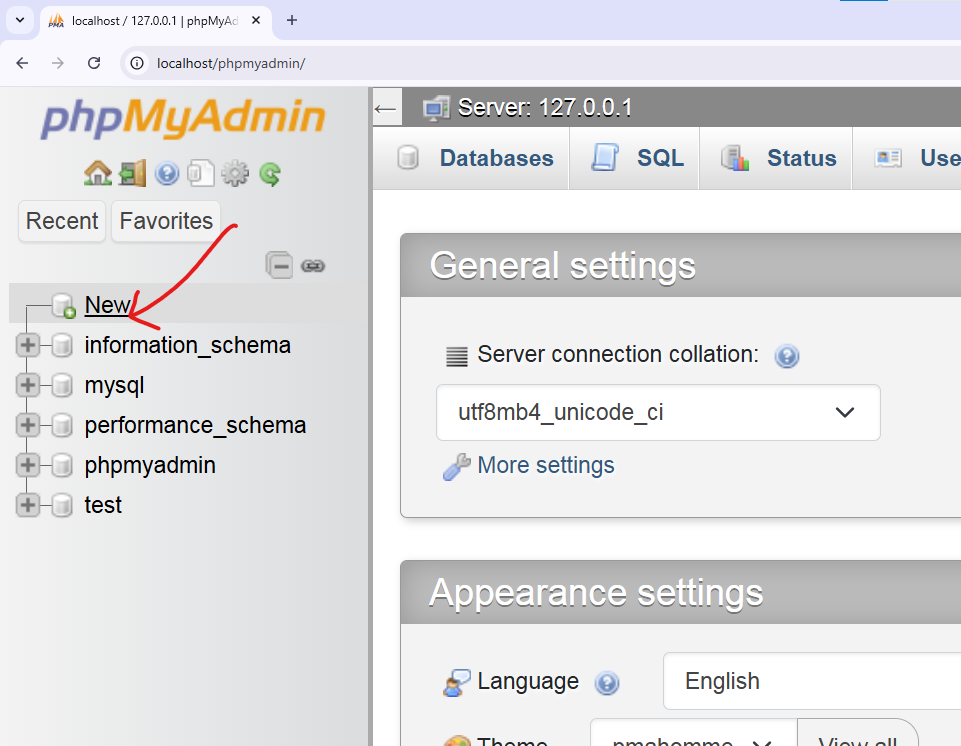 localhost / 127.0.0.1 | phpMyAd
localhost/phpmyadmin/
phpMyAdmin
PMA
Server: 127.0.0.1
Databases
SQL
Status
Use
Recent
Favorites
New
information_schema
mysql
performance_schema
phpmyadmin
test
General settings
Server connection collation:
utf8mb4_unicode_ci
More settings
Appearance settings
Language
English
Theme
pmahomme
View all